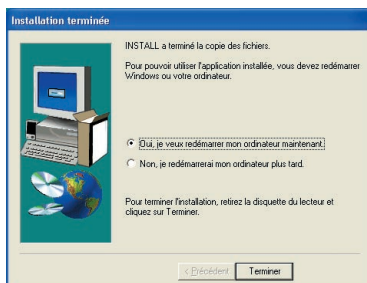 Installation terminée
INSTALL a terminé la copie des fichiers.
Pour pouvoir utiliser l'application installée, vous devez redémarrer
Windows ou votre ordinateur.
Oui, je veux redémarrer mon ordinateur maintenant.
Non, je redémarrerai mon ordinateur plus tard.
Pour terminer l'installation, retirez la disquette du lecteur et
cliquez sur Terminer.
< Précédent
Terminer